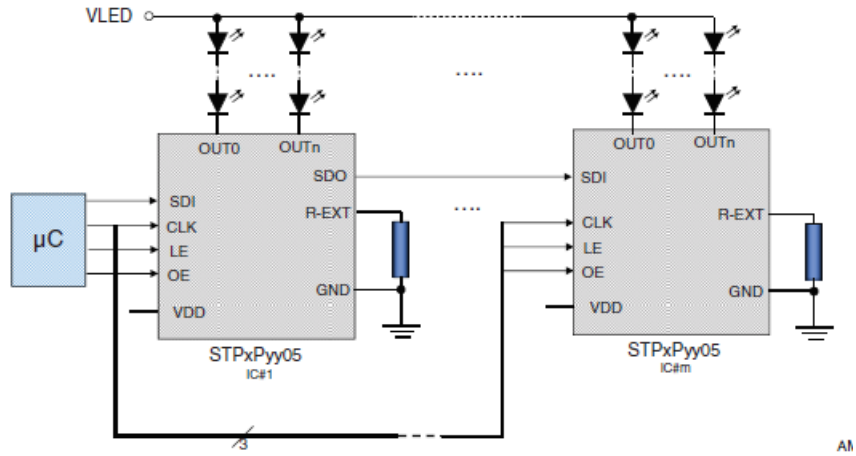 VLED
....
....
....
OUT0
OUTn
OUT0
OUTn
SDO
SDI
µC
SDI
CLK
LE
OE
VDD
R-EXT
GND
....
CLK
LE
OE
VDD
R-EXT
GND
STPxPyy05
IC#1
STPxPyy05
IC#m
3
AM